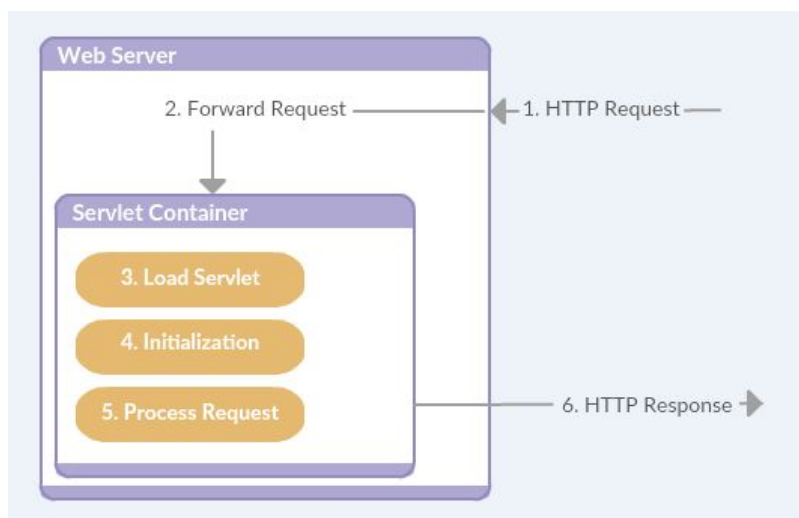 Web Server
2. Forward Request
1. HTTP Request
Servlet Container
3. Load Servlet
4. Initialization
5. Process Request
6. HTTP Response